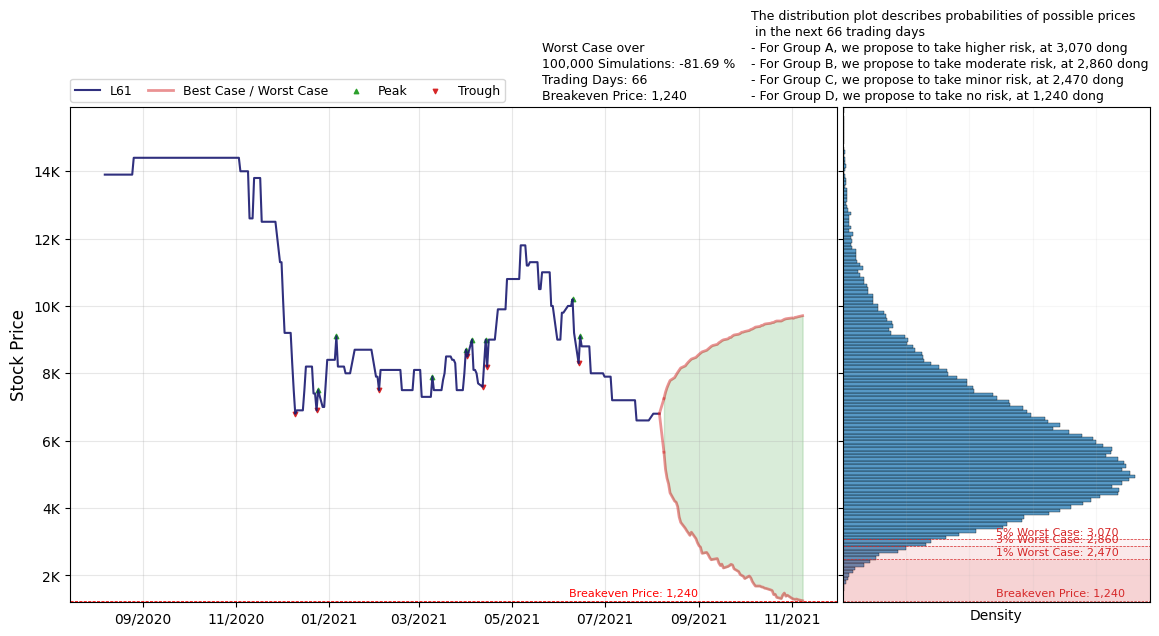 The distribution plot describes probabilities of possible prices
in the next 66 trading days
- For Group A, we propose to take higher risk, at 3,070 dong
- For Group B, we propose to take moderate risk, at 2,860 dong
- For Group C, we propose to take minor risk, at 2,470 dong
- For Group D, we propose to take no risk, at 1,240 dong
Worst Case over
100,000 Simulations: -81.69 %
Trading Days: 66
Breakeven Price: 1,240
L61
Best Case / Worst Case
Peak
Trough
Stock Price
14K
12K
10K
8K
6K
4K
2K
09/2020
11/2020
01/2021
03/2021
05/2021
07/2021
09/2021
11/2021
Breakeven Price: 1,240
5% Worst Case: 3,070
3% Worst Case: 2,860
1% Worst Case: 2,470
Breakeven Price: 1,240
Density